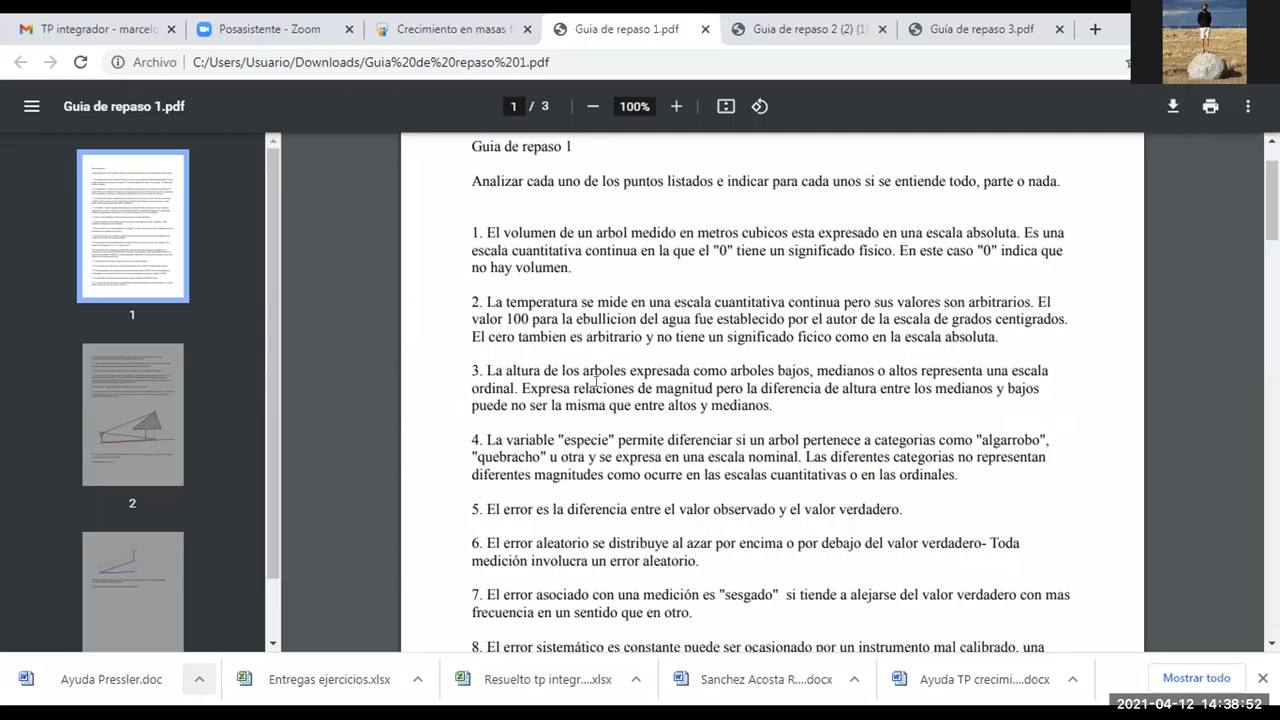 TP integrador - marcelo
Posasistente - Zoom
Crecimiento en masas f
Guia de repaso 1.pdf
Guia de repaso 2 (2) (1)
Guía de repaso 3.pdf
Archivo
C:/Users/Usuario/Downloads/Guia%20de%20repaso%201.pdf
Guia de repaso 1.pdf
1 / 3
100%
1
2
Guia de repaso 1
Analizar cada uno de los puntos listados e indicar para cada unos si se entiende todo, parte o nada.
1. El volumen de un arbol medido en metros cubicos esta expresado en una escala absoluta. Es una
escala cuantitativa continua en la que el "0" tiene un significado físico. En este caso "0" indica que
no hay volumen.
2. La temperatura se mide en una escala cuantitativa continua pero sus valores son arbitrarios. El
valor 100 para la ebullicion del agua fue establecido por el autor de la escala de grados centigrados.
El cero tambien es arbitrario y no tiene un significado ficico como en la escala absoluta.
3. La altura de los arboles expresada como arboles bajos, medianos o altos representa una escala
ordinal. Expresa relaciones de magnitud pero la diferencia de altura entre los medianos y bajos
puede no ser la misma que entre altos y medianos.
4. La variable "especie" permite diferenciar si un arbol pertenece a categorias como "algarrobo",
"quebracho" u otra y se expresa en una escala nominal. Las diferentes categorias no representan
diferentes magnitudes como ocurre en las escalas cuantitativas o en las ordinales.
5. El error es la diferencia entre el valor observado y el valor verdadero.
6. El error aleatorio se distribuye al azar por encima o por debajo del valor verdadero- Toda
medición involucra un error aleatorio.
7. El error asociado con una medición es "sesgado"  si tiende a alejarse del valor verdadero con mas
frecuencia en un sentido que en otro.
8. El error sistemático es constante puede ser ocasionado por un instrumento mal calibrado, una
Ayuda Pressler.doc
Entregas ejercicios.xlsx
Resuelto tp integr....xlsx
Sanchez Acosta R....docx
Ayuda TP crecimi....docx
Mostrar todo
2021-04-12 14:38:52